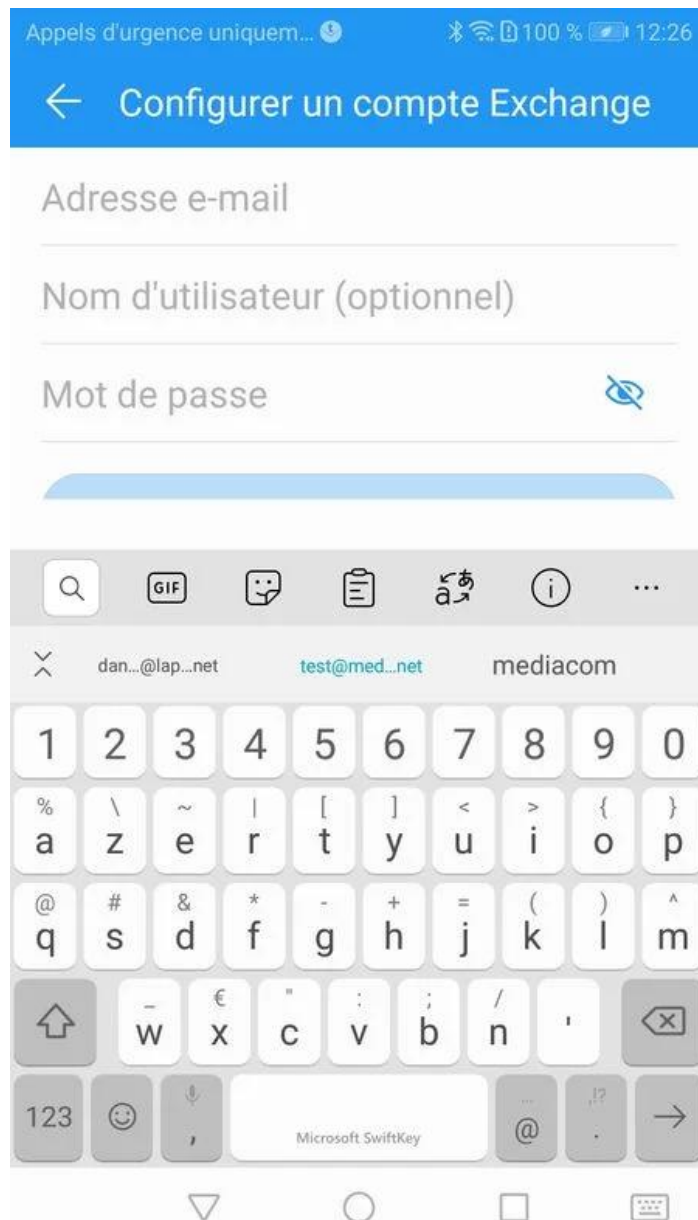 Appels d'urgence uniquem... 100 % 12:26
Configurer un compte Exchange
Adresse e-mail
Nom d'utilisateur (optionnel)
Mot de passe
GIF
dan...@lap...net test@med...net mediacom
1 2 3 4 5 6 7 8 9 0
% \ ~ | [ ] < > { }
a z e r t y u i o p
@ # & * - + = ( ) ^
q s d f g h j k l m
_ € " : ; /
w x c v b n '
... ,!?
123 , Microsoft SwiftKey @ .